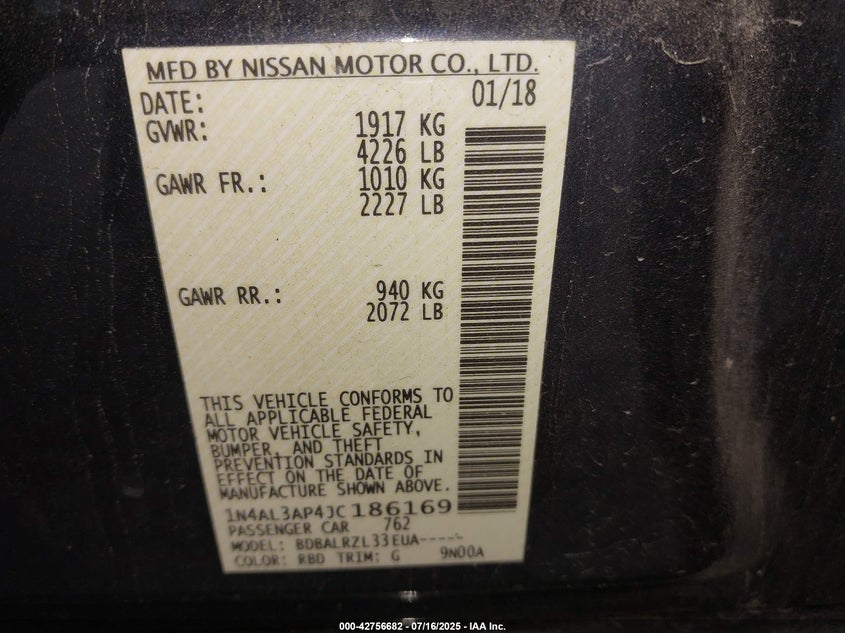 MFD BY NISSAN MOTOR CO., LTD.
DATE: 01/18
GVWR: 1917 KG
4226 LB
GAWR FR.: 1010 KG
2227 LB
GAWR RR.: 940 KG
2072 LB
THIS VEHICLE CONFORMS TO
ALL APPLICABLE FEDERAL
MOTOR VEHICLE SAFETY,
BUMPER, AND THEFT
PREVENTION STANDARDS IN
EFFECT ON THE DATE OF
MANUFACTURE SHOWN ABOVE.
1N4AL3AP4JC186169
PASSENGER CAR 762
MODEL: BDBALRZL33EUA-----
COLOR: RBD TRIM: G 9N00A
000-42756682 - 07/16/2025 - IAA Inc.